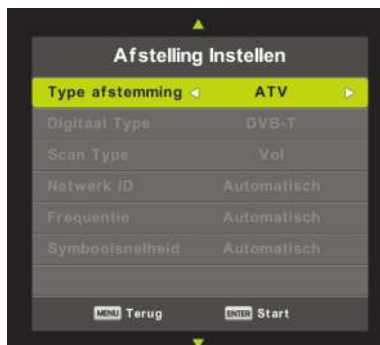 Afstelling Instellen
Type afstemming ATV
Digitaal Type DVB-T
Scan Type Vol
Netwerk ID Automatisch
Frequentie Automatisch
Symboolsnelheid Automatisch
MENU Terug ENTER Start